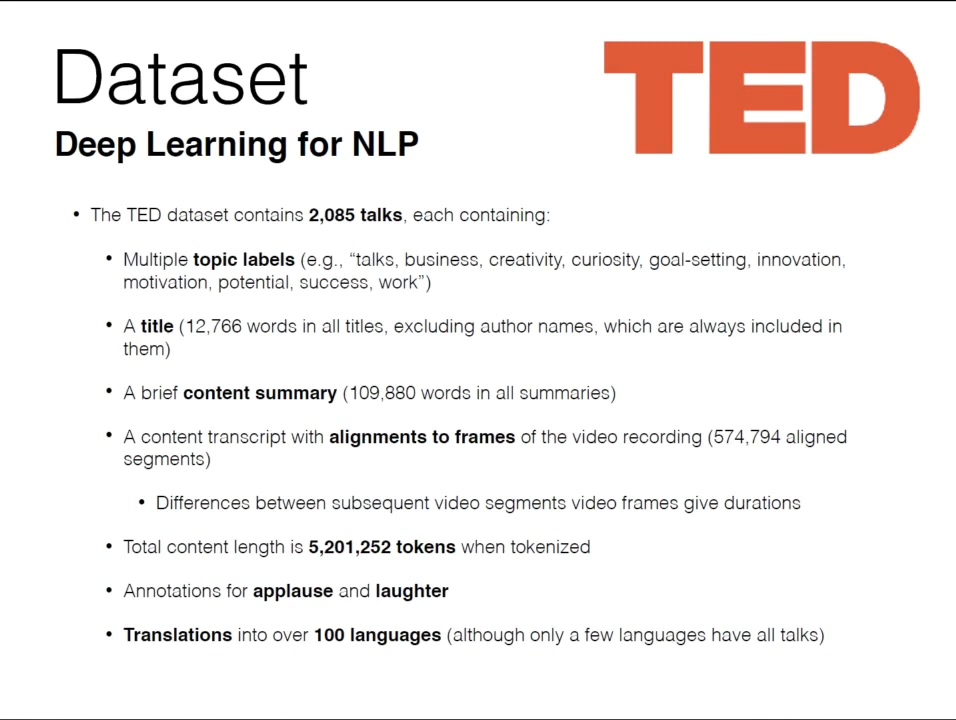 Dataset
TED
Deep Learning for NLP
• The TED dataset contains 2,085 talks, each containing:
• Multiple topic labels (e.g., “talks, business, creativity, curiosity, goal-setting, innovation,
motivation, potential, success, work”)
• A title (12,766 words in all titles, excluding author names, which are always included in
them)
• A brief content summary (109,880 words in all summaries)
• A content transcript with alignments to frames of the video recording (574,794 aligned
segments)
• Differences between subsequent video segments video frames give durations
• Total content length is 5,201,252 tokens when tokenized
• Annotations for applause and laughter
• Translations into over 100 languages (although only a few languages have all talks)